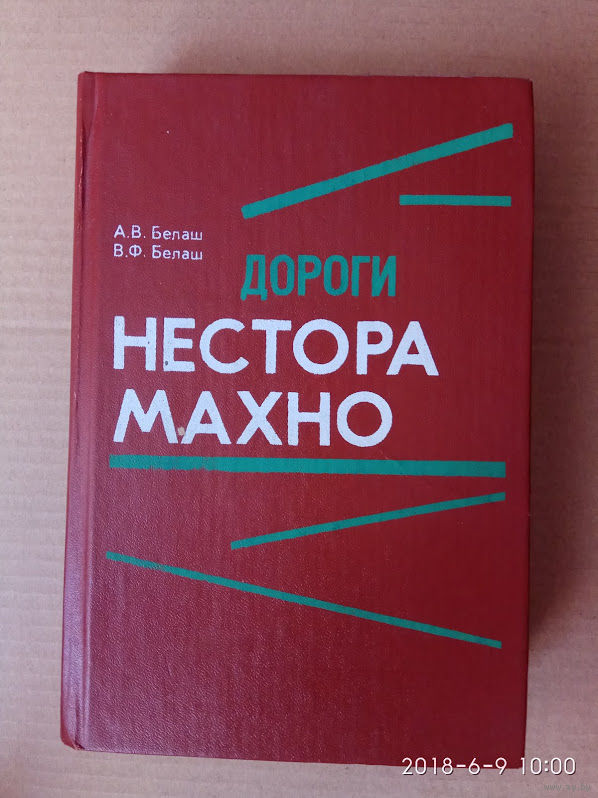 А.В. Белаш
В.Ф. Белаш
ДОРОГИ
НЕСТОРА
МАХНО
2018-6-9 10:00